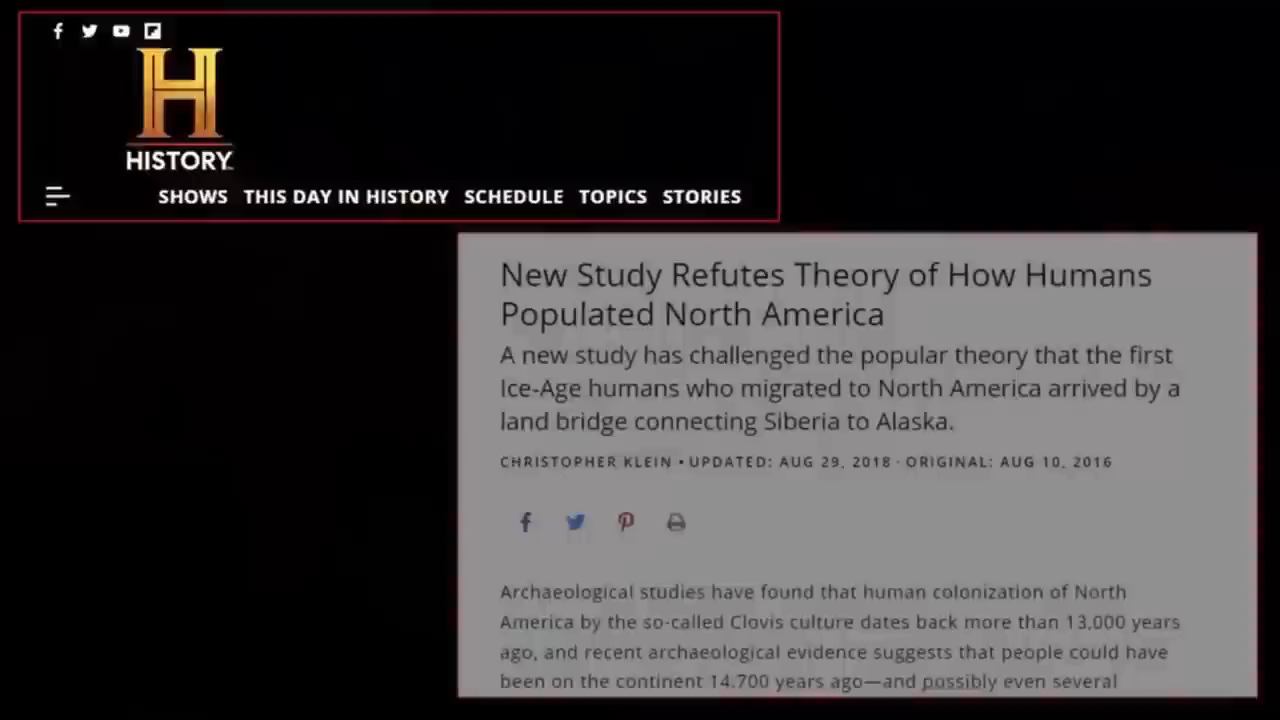 H
HISTORY
SHOWS THIS DAY IN HISTORY SCHEDULE TOPICS STORIES
New Study Refutes Theory of How Humans
Populated North America
A new study has challenged the popular theory that the first
Ice-Age humans who migrated to North America arrived by a
land bridge connecting Siberia to Alaska.
CHRISTOPHER KLEIN • UPDATED: AUG 29, 2018 · ORIGINAL: AUG 10, 2016
Archaeological studies have found that human colonization of North
America by the so-called Clovis culture dates back more than 13,000 years
ago, and recent archaeological evidence suggests that people could have
been on the continent 14,700 years ago—and possibly even several